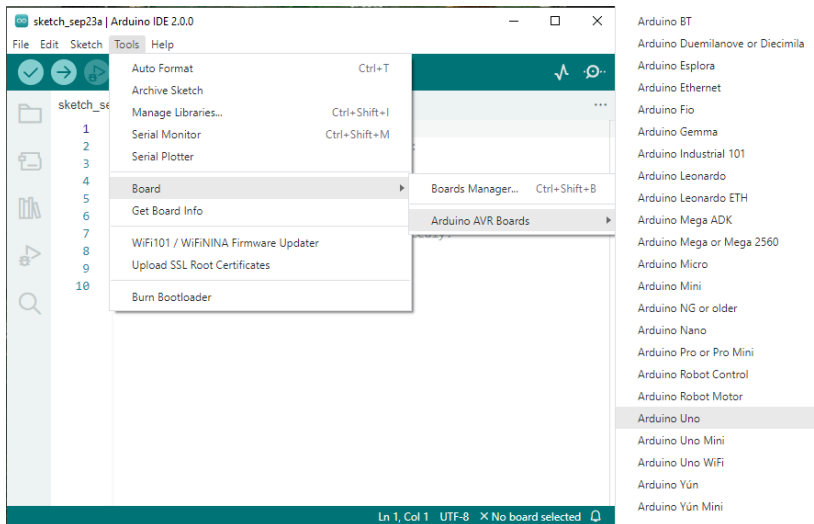 sketch_sep23a | Arduino IDE 2.0.0
File Edit Sketch Tools Help
sketch_se
1
2
3
4
5
6
7
8
9
10
Auto Format Ctrl+T
Archive Sketch
Manage Libraries... Ctrl+Shift+I
Serial Monitor Ctrl+Shift+M
Serial Plotter
Board
Get Board Info
WiFi101 / WiFiNINA Firmware Updater
Upload SSL Root Certificates
Burn Bootloader
Boards Manager... Ctrl+Shift+B
Arduino AVR Boards
Arduino BT
Arduino Duemilanove or Diecimila
Arduino Esplora
Arduino Ethernet
Arduino Fio
Arduino Gemma
Arduino Industrial 101
Arduino Leonardo
Arduino Leonardo ETH
Arduino Mega ADK
Arduino Mega or Mega 2560
Arduino Micro
Arduino Mini
Arduino NG or older
Arduino Nano
Arduino Pro or Pro Mini
Arduino Robot Control
Arduino Robot Motor
Arduino Uno
Arduino Uno Mini
Arduino Uno WiFi
Arduino Yún
Arduino Yún Mini
Ln 1, Col 1 UTF-8 No board selected